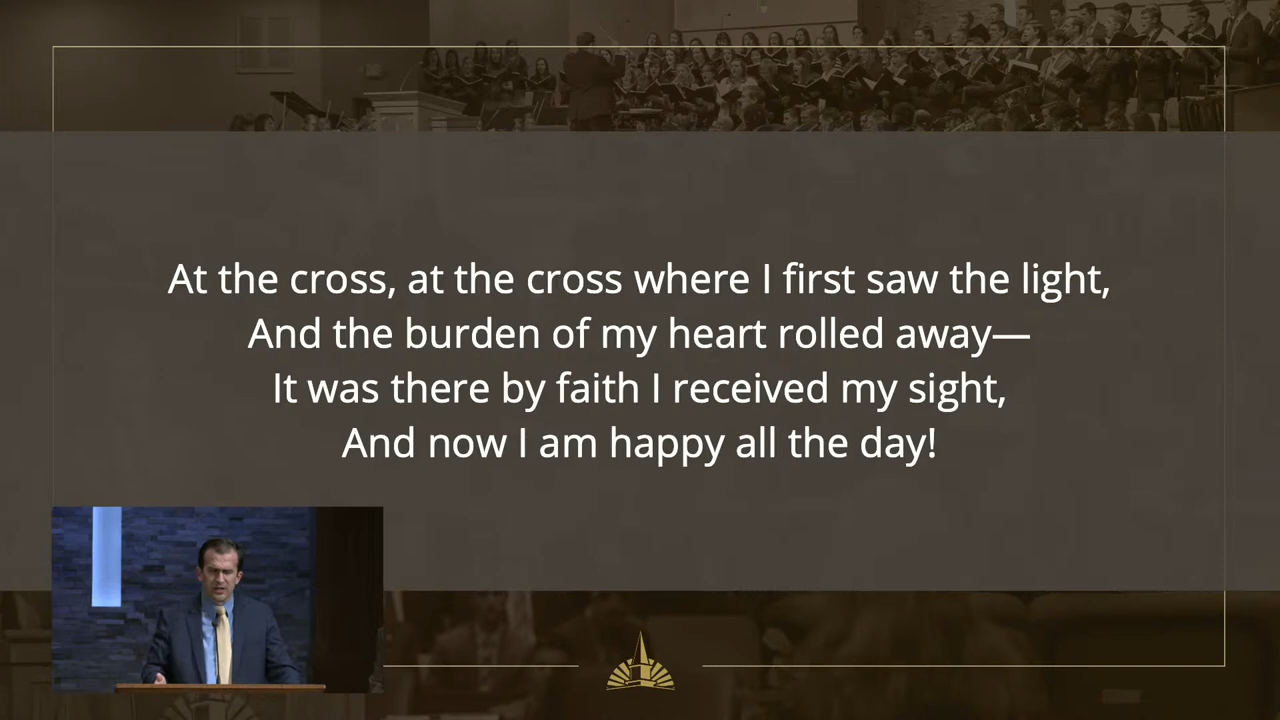 At the cross, at the cross where I first saw the light,
And the burden of my heart rolled away—
It was there by faith I received my sight,
And now I am happy all the day!